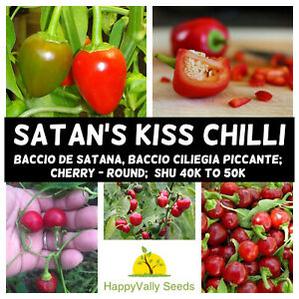 SATAN'S KISS CHILLI
BACCIO DE SATANA, BACCIO CILIEGIA PICCANTE;
CHERRY - ROUND;  SHU 40K TO 50K
HappyVally Seeds